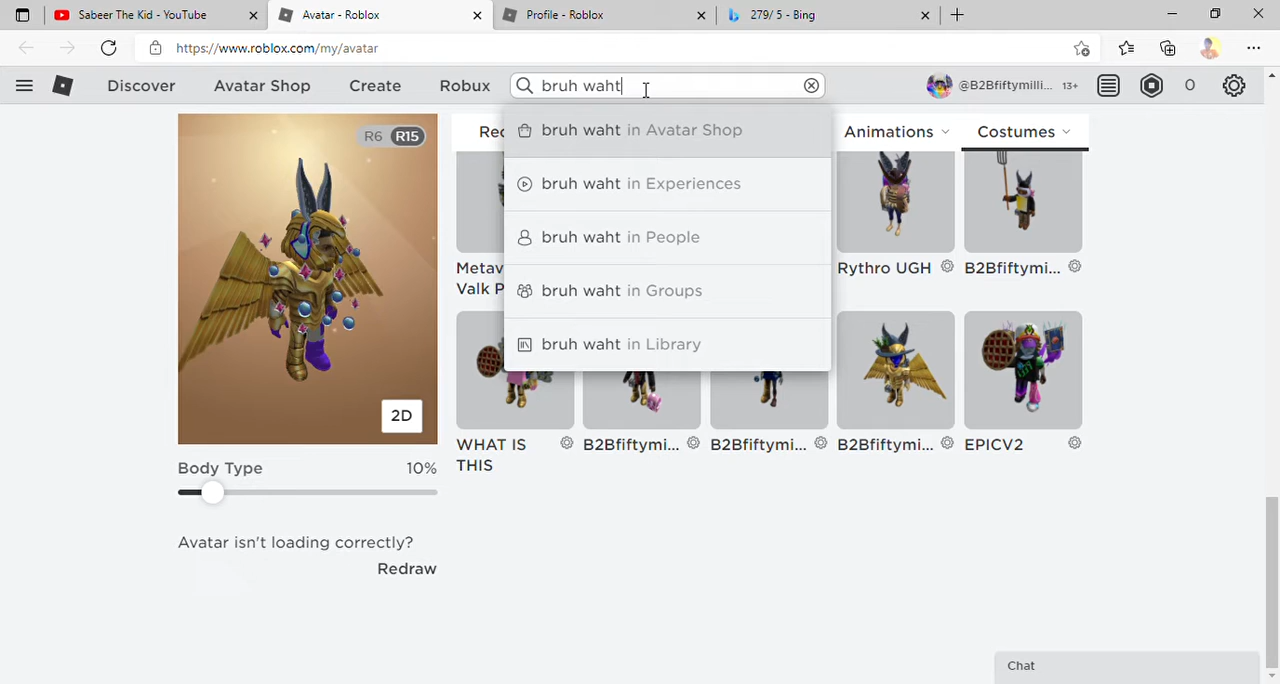 Sabeer The Kid - YouTube
Avatar - Roblox
Profile - Roblox
279/ 5 - Bing
https://www.roblox.com/my/avatar
Discover
Avatar Shop
Create
Robux
bruh waht
@B2Bfiftymilli...
13+
0
R6
R15
Rec
Animations
Costumes
bruh waht in Avatar Shop
bruh waht in Experiences
bruh waht in People
bruh waht in Groups
bruh waht in Library
Metav
Valk P
Rythro UGH
B2Bfiftymi...
2D
WHAT IS
THIS
B2Bfiftymi...
B2Bfiftymi...
B2Bfiftymi...
EPICV2
Body Type
10%
Avatar isn't loading correctly?
Redraw
Chat